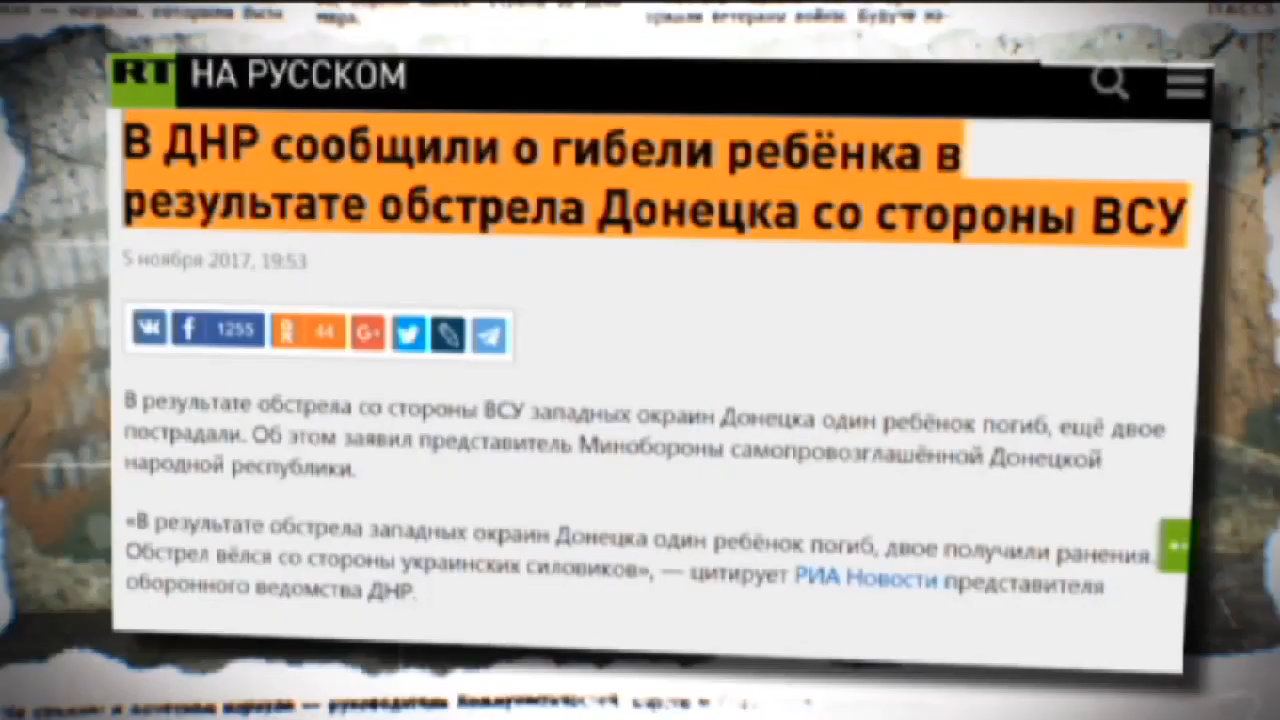 ветераны войны. Будучи
RT НА РУССКОМ
В ДНР сообщили о гибели ребёнка в
результате обстрела Донецка со стороны ВСУ
5 ноября 2017, 19:53
1255 44 G+
В результате обстрела со стороны ВСУ западных окраин Донецка один ребёнок погиб, ещё двое
пострадали. Об этом заявил представитель Минобороны самопровозглашённой Донецкой
народной республики.
«В результате обстрела западных окраин Донецка один ребёнок погиб, двое получили ранения.
Обстрел вёлся со стороны украинских силовиков», — цитирует РИА Новости представителя
оборонного ведомства ДНР.